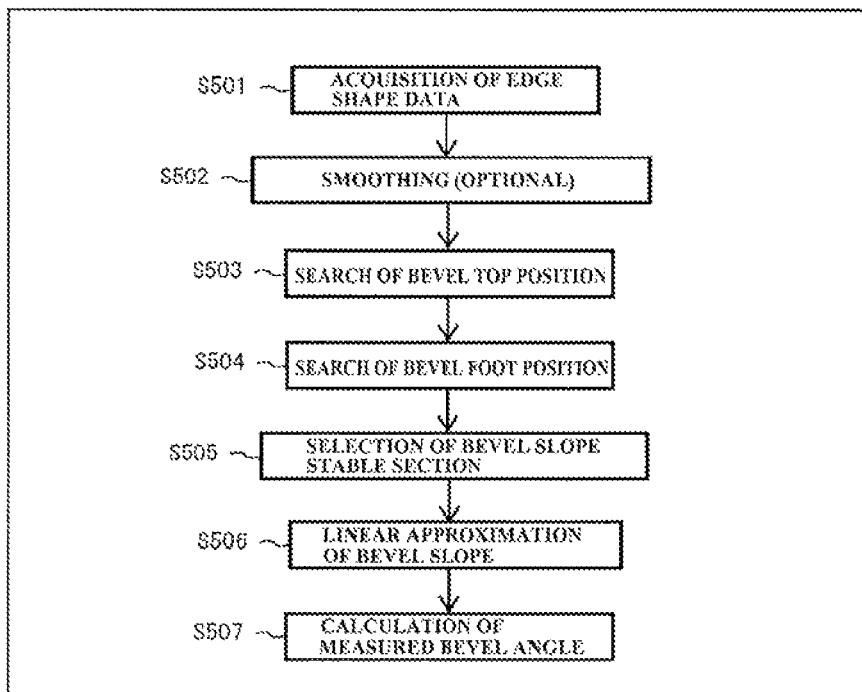 S501
ACQUISITION OF EDGE
SHAPE DATA
S502
SMOOTHING (OPTIONAL)
S503
SEARCH OF BEVEL TOP POSITION
S504
SEARCH OF BEVEL FOOT POSITION
S505
SELECTION OF BEVEL SLOPE
STABLE SECTION
S506
LINEAR APPROXIMATION
OF BEVEL SLOPE
S507
CALCULATION OF
MEASURED BEVEL ANGLE